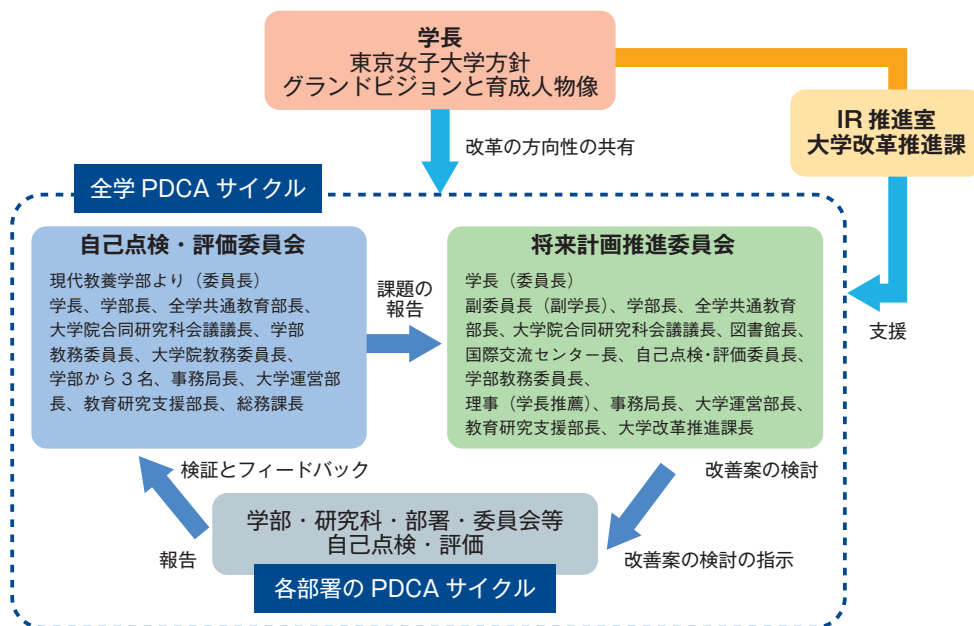 学長
東京女子大学方針
グランドビジョンと育成人物像
IR 推進室
大学改革推進課
改革の方向性の共有
全学 PDCA サイクル
自己点検・評価委員会
現代教養学部より（委員長）
学長、学部長、全学共通教育部長、
大学院合同研究科会議議長、学部
教務委員長、大学院教務委員長、
学部から 3 名、事務局長、大学運営部
長、教育研究支援部長、総務課長
課題の
報告
将来計画推進委員会
学長（委員長）
副委員長（副学長）、学部長、全学共通教育
部長、大学院合同研究科会議議長、図書館長、
国際交流センター長、自己点検・評価委員長、
学部教務委員長、
理事（学長推薦）、事務局長、大学運営部長、
教育研究支援部長、大学改革推進課長
支援
検証とフィードバック
改善案の検討
学部・研究科・部署・委員会等
自己点検・評価
報告
改善案の検討の指示
各部署の PDCA サイクル